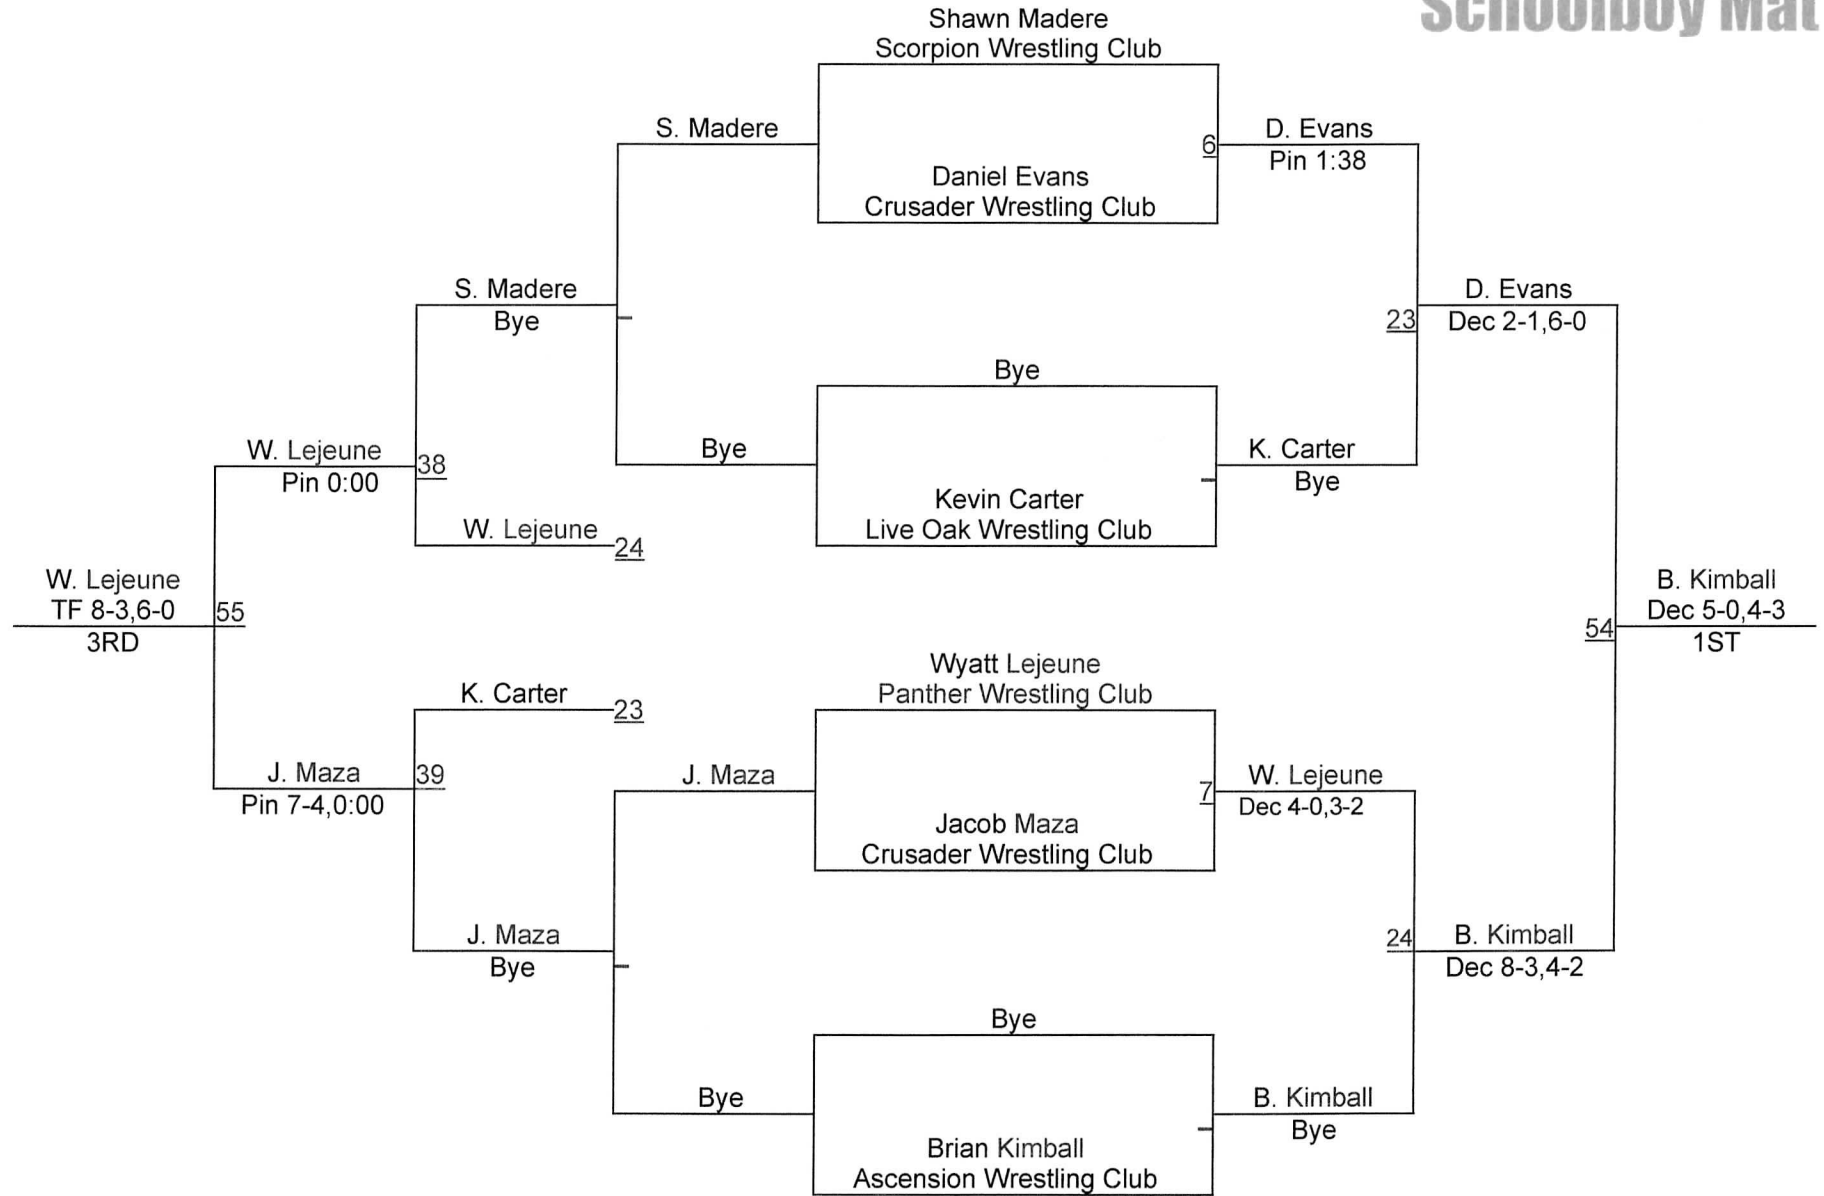 Schoolboy Mat
Shawn Madere
Scorpion Wrestling Club
S. Madere
6
D. Evans
Pin 1:38
Daniel Evans
Crusader Wrestling Club
S. Madere
Bye
D. Evans
23
Dec 2-1,6-0
Bye
W. Lejeune
38
Pin 0:00
Bye
K. Carter
Bye
Kevin Carter
Live Oak Wrestling Club
W. Lejeune
24
W. Lejeune
TF 8-3,6-0
55
3RD
B. Kimball
Dec 5-0,4-3
54
1ST
Wyatt Lejeune
Panther Wrestling Club
K. Carter
23
J. Maza
39
Pin 7-4,0:00
J. Maza
7
W. Lejeune
Dec 4-0,3-2
Jacob Maza
Crusader Wrestling Club
J. Maza
Bye
24
B. Kimball
Dec 8-3,4-2
Bye
Bye
B. Kimball
Bye
Brian Kimball
Ascension Wrestling Club